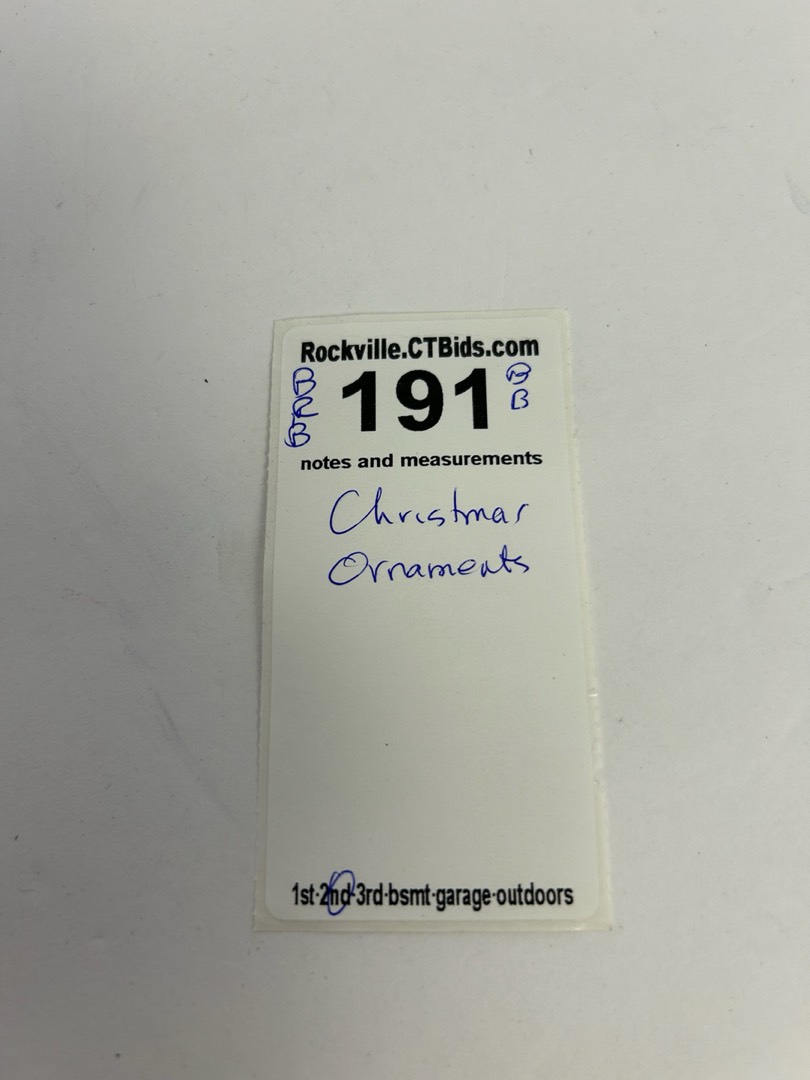 Rockville.CTBids.com
B
R
B
191
B
B
notes and measurements
Christmas
Ornaments
1st-2nd-3rd-bsmt-garage-outdoors